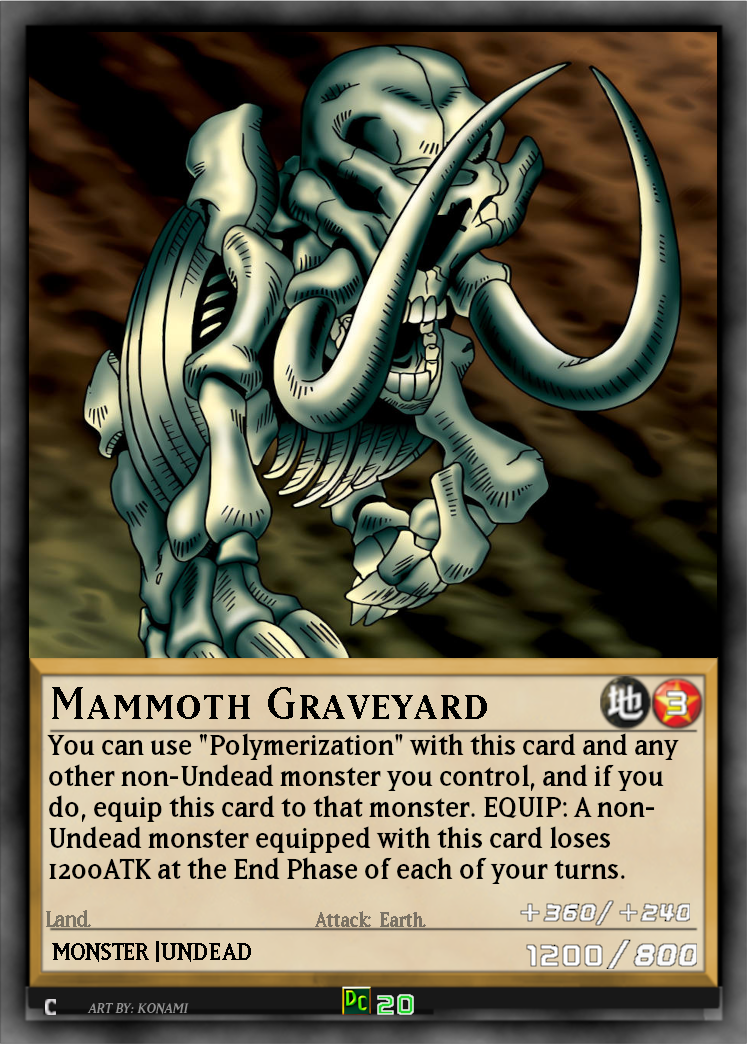 Mammoth Graveyard 地 3
You can use "Polymerization" with this card and any
other non-Undead monster you control, and if you
do, equip this card to that monster. EQUIP: A non-
Undead monster equipped with this card loses
1200ATK at the End Phase of each of your turns.
Land. Attack: Earth. +360/ +240
MONSTER |UNDEAD 1200/800
C ART BY: KONAMI DC 20